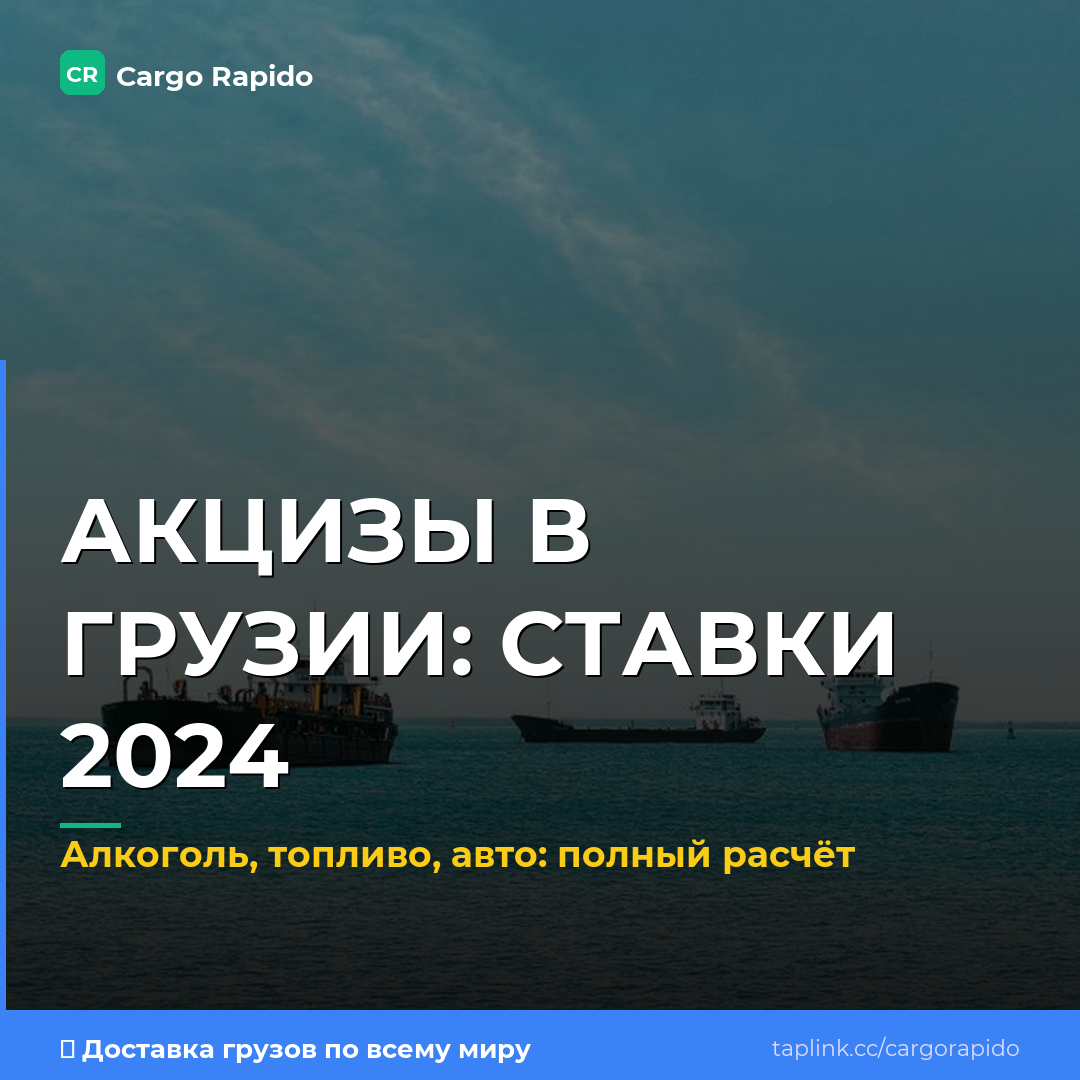 CR Cargo Rapido
АКЦИЗЫ В
ГРУЗИИ: СТАВКИ
2024
Алкоголь, топливо, авто: полный расчёт
Доставка грузов по всему миру
taplink.cc/cargorapido